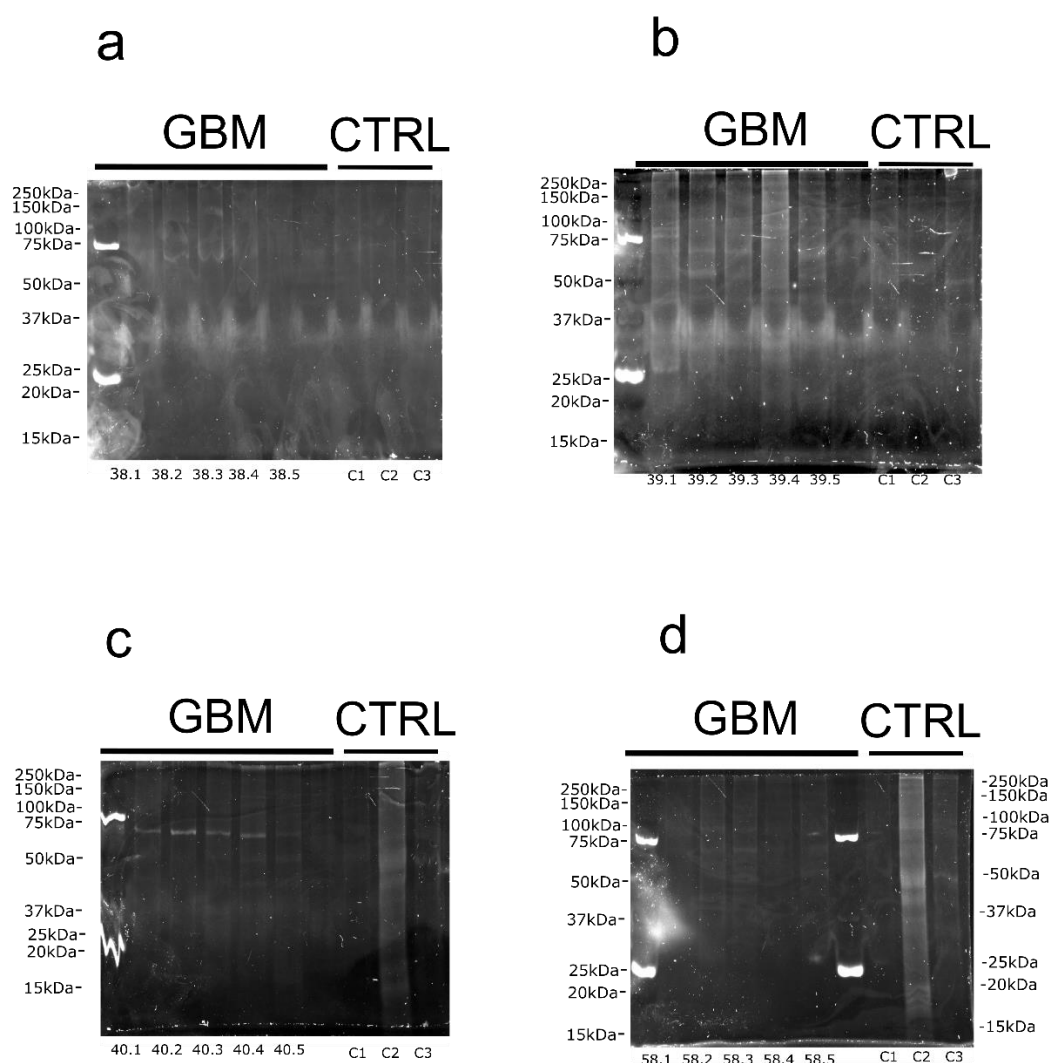 a
GBM CTRL
250kDa-
150kDa-
100kDa-
75kDa-
50kDa-
37kDa-
25kDa-
20kDa-
15kDa-
38.1 38.2 38.3 38.4 38.5 C1 C2 C3
b
GBM CTRL
250kDa-
150kDa-
100kDa-
75kDa-
50kDa-
37kDa-
25kDa-
20kDa-
15kDa-
39.1 39.2 39.3 39.4 39.5 C1 C2 C3
c
GBM CTRL
250kDa-
150kDa-
100kDa-
75kDa-
50kDa-
37kDa-
25kDa-
20kDa-
15kDa-
40.1 40.2 40.3 40.4 40.5 C1 C2 C3
d
GBM CTRL
250kDa-
150kDa-
100kDa-
75kDa-
50kDa-
37kDa-
25kDa-
20kDa-
15kDa-
-250kDa
-150kDa
-100kDa
-75kDa
-50kDa
-37kDa
-25kDa
-20kDa
-15kDa
58.1 58.2 58.3 58.4 58.5 C1 C2 C3